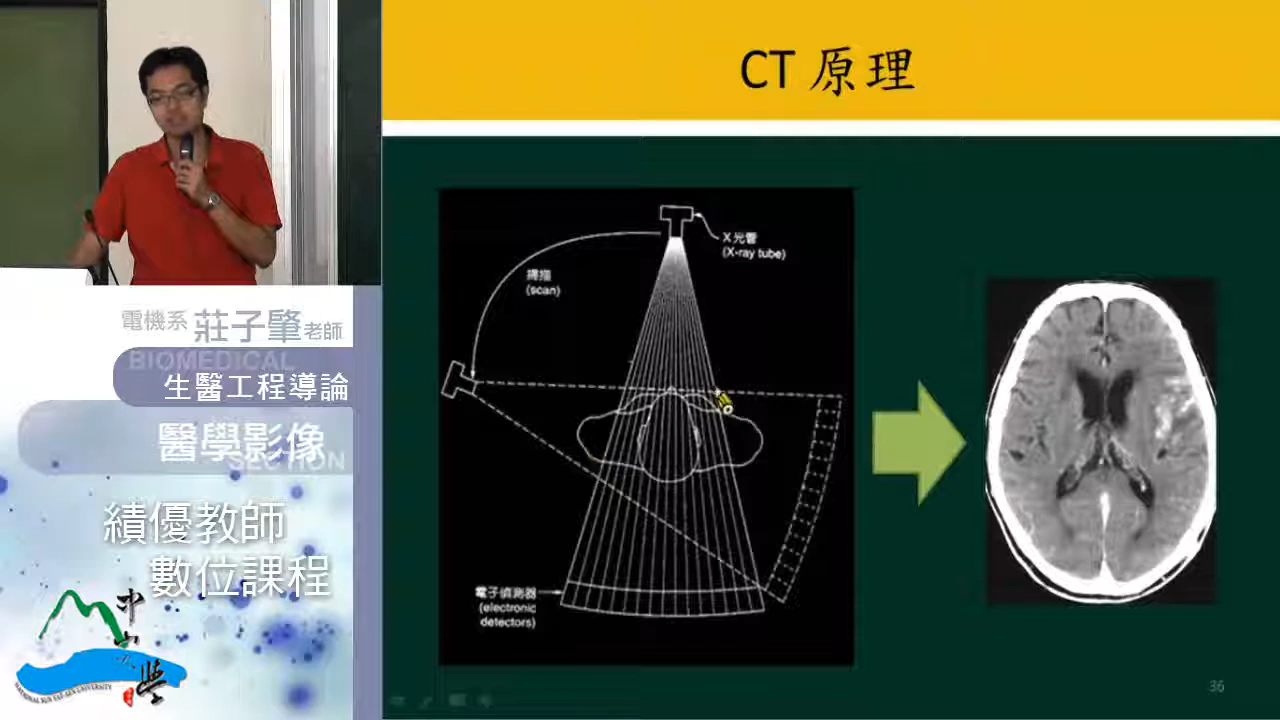 CT 原理
X光管
(X-ray tube)
掃描
(scan)
電子偵測器
(electronic
detectors)
36
電機系 莊子肇老師
BIOMEDICAL
生醫工程導論
醫學影像
SECTION
績優教師
數位課程
中山大學
NATIONAL SUN YAT-SEN UNIVERSITY